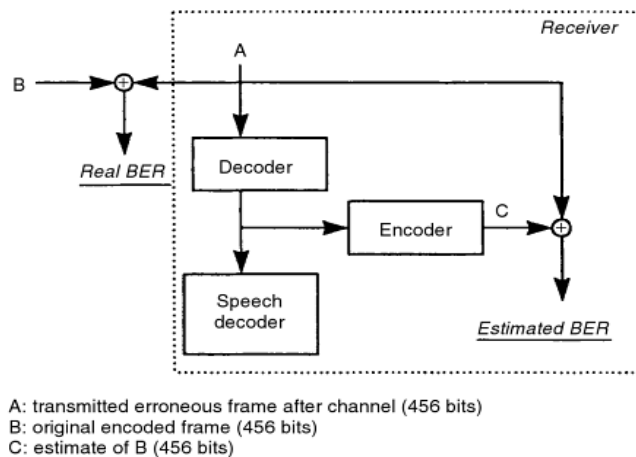 Receiver
A
B
+
Real BER
Decoder
Encoder
C
+
Speech
decoder
Estimated BER
A: transmitted erroneous frame after channel (456 bits)
B: original encoded frame (456 bits)
C: estimate of B (456 bits)